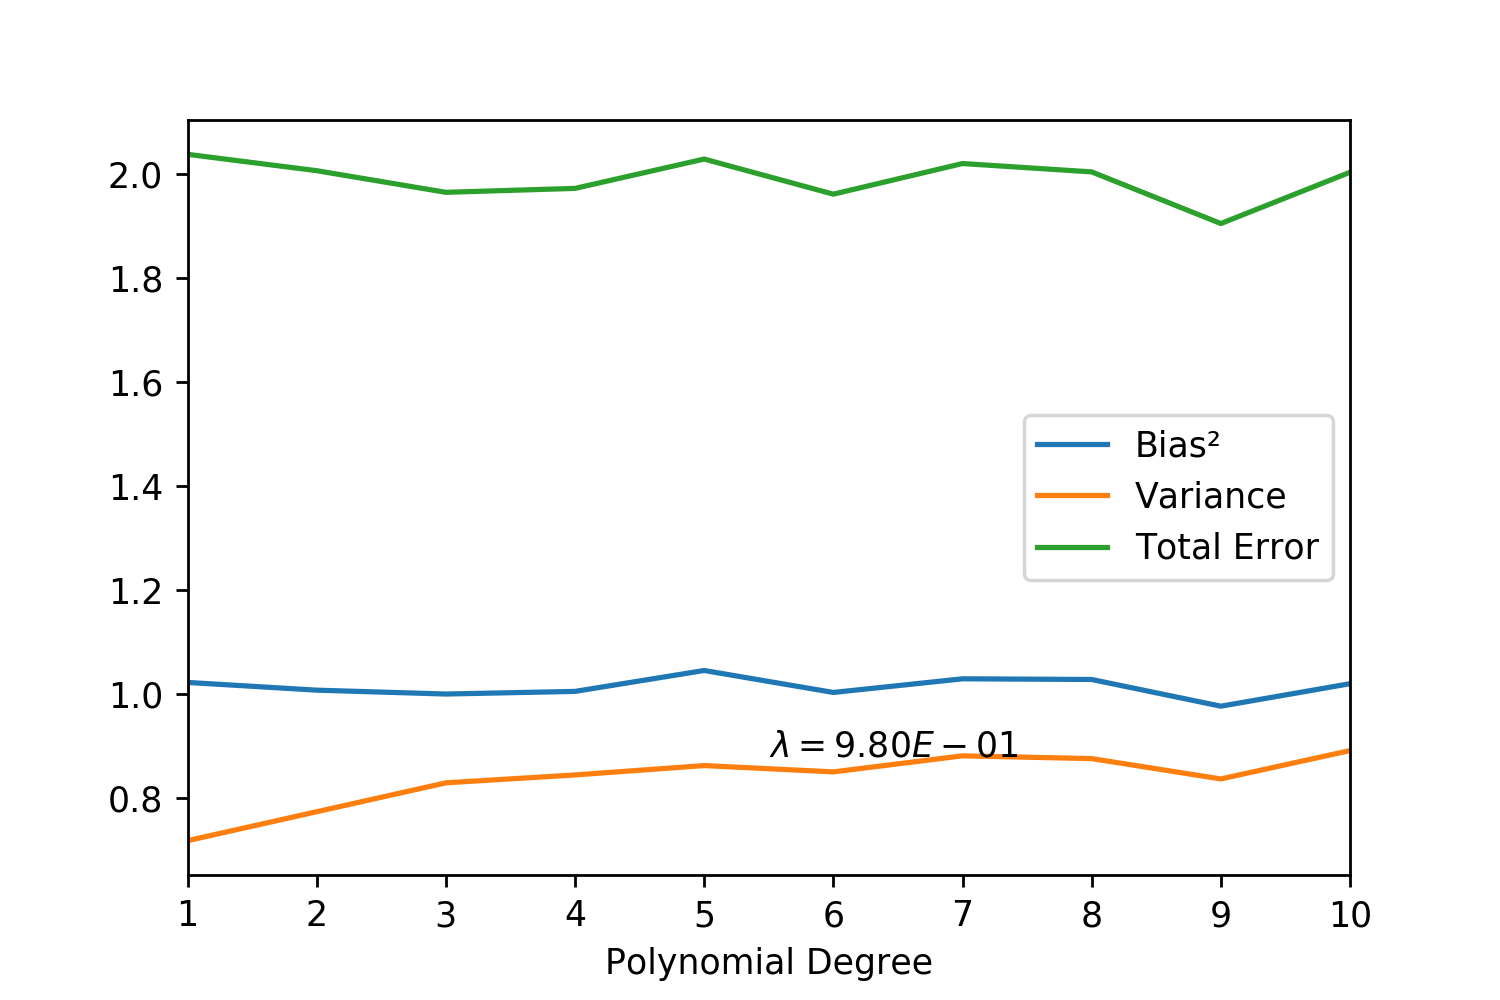 2.0
1.8
1.6
1.4
1.2
1.0
0.8
Bias²
Variance
Total Error
λ = 9.80E − 01
1 2 3 4 5 6 7 8 9 10
Polynomial Degree